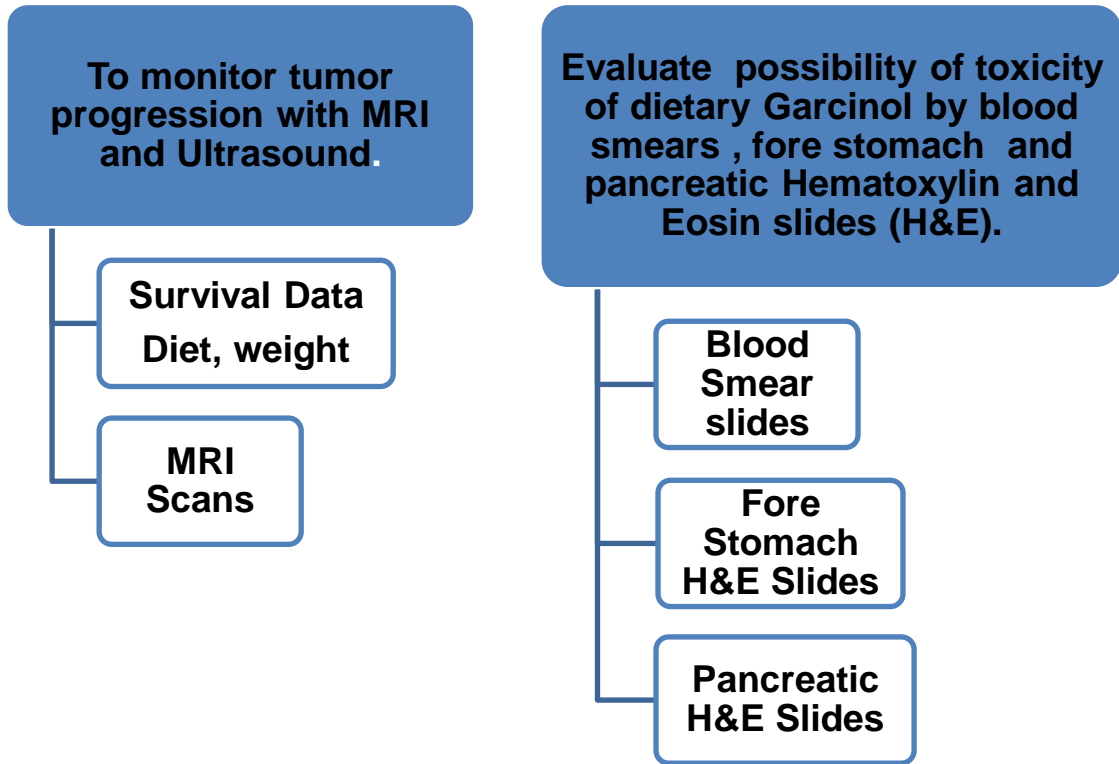 To monitor tumor
progression with MRI
and Ultrasound.
Survival Data
Diet, weight
MRI
Scans
Evaluate possibility of toxicity
of dietary Garcinol by blood
smears , fore stomach and
pancreatic Hematoxylin and
Eosin slides (H&E).
Blood
Smear
slides
Fore
Stomach
H&E Slides
Pancreatic
H&E Slides